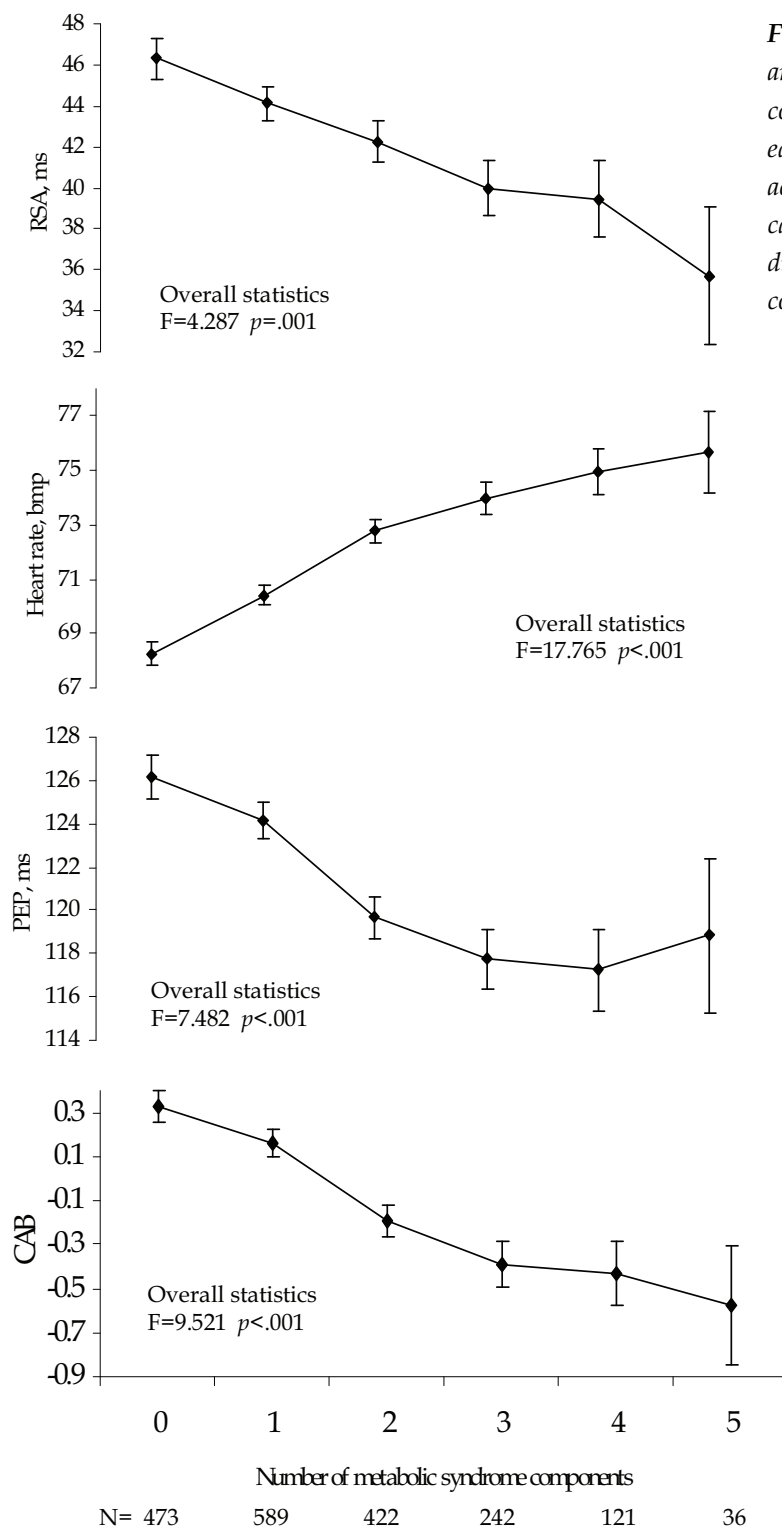 48
46
44
42
40
38
36
34
32
RSA, ms
Overall statistics
F=4.287 p=.001
77
75
73
71
69
67
Heart rate, bmp
Overall statistics
F=17.765 p<.001
128
126
124
122
120
118
116
114
PEP, ms
Overall statistics
F=7.482 p<.001
0.3
0.1
-0.1
-0.3
-0.5
-0.7
-0.9
CAB
Overall statistics
F=9.521 p<.001
0 1 2 3 4 5
Number of metabolic syndrome components
N= 473 589 422 242 121 36
F